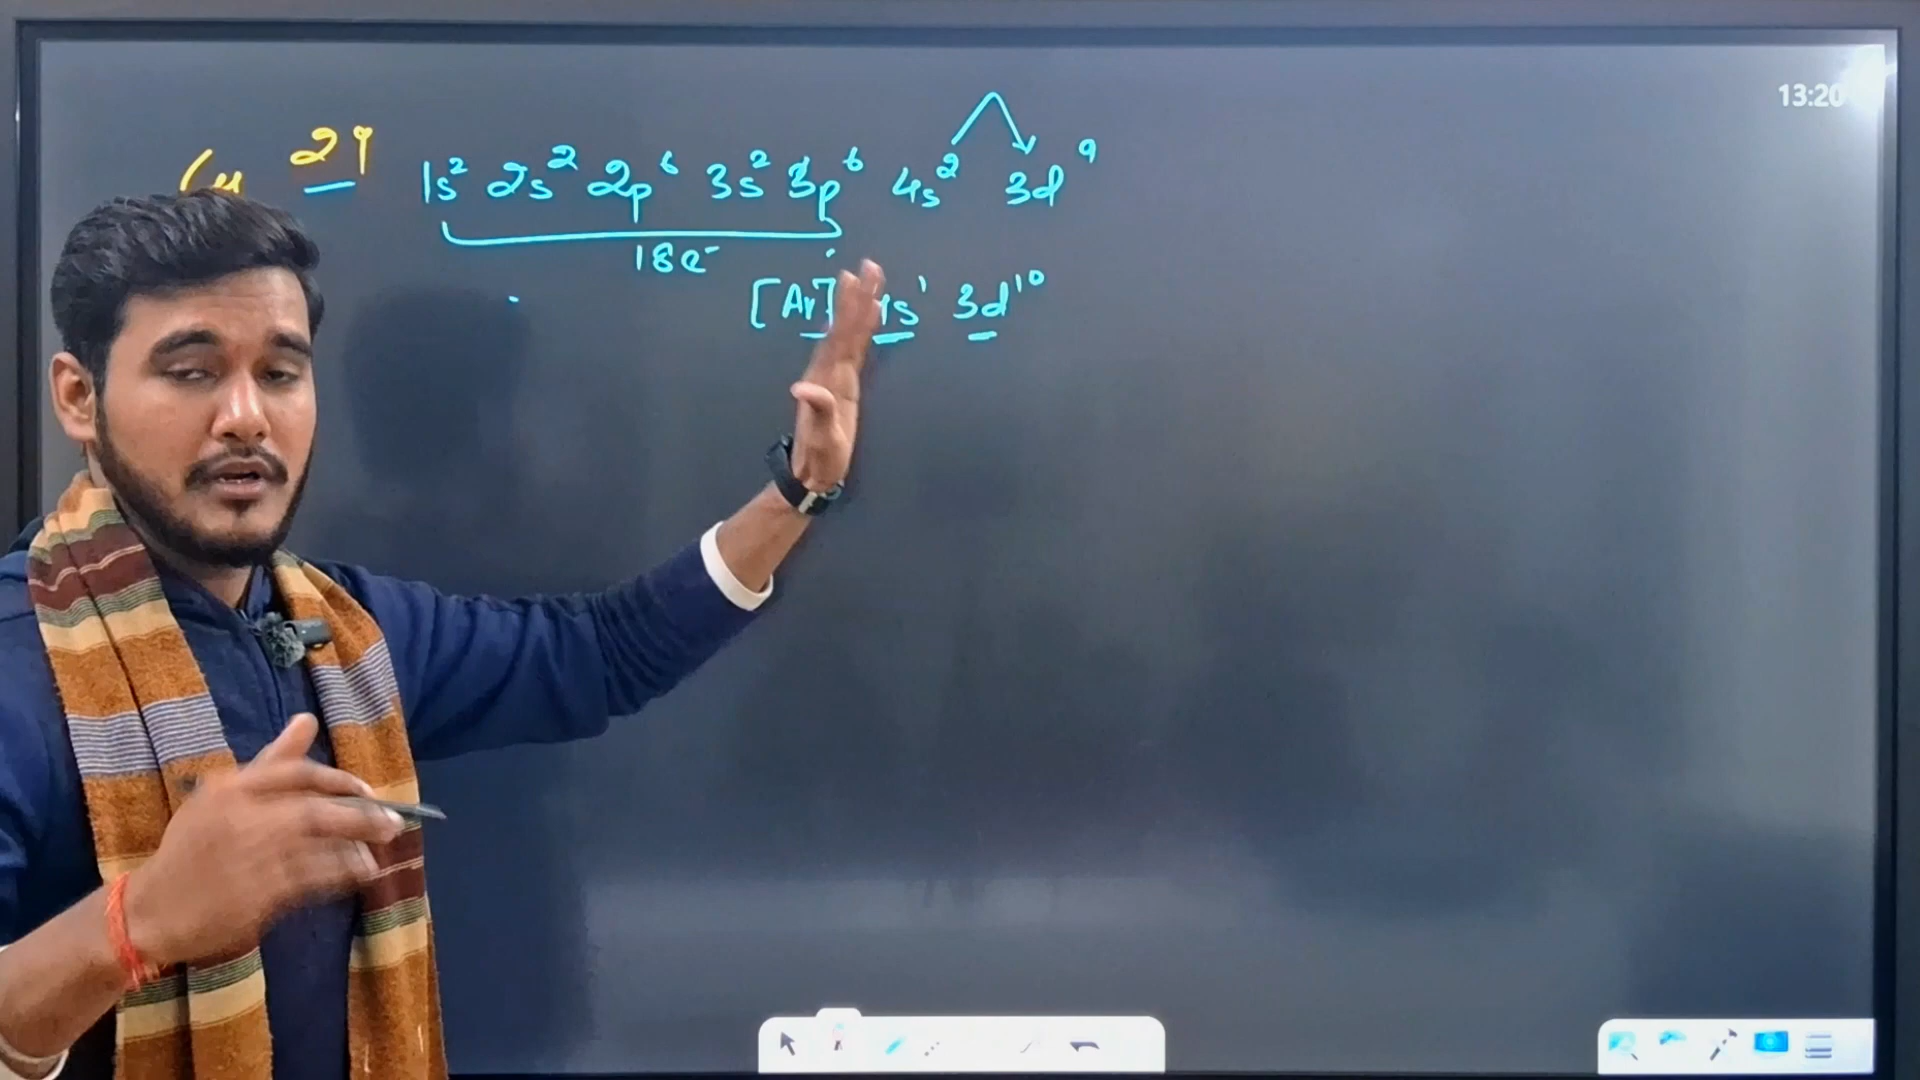 13:20
Cu 29 1s² 2s² 2p⁶ 3s² 3p⁶ 4s² 3d⁹
18e⁻
[Ar] 4s¹ 3d¹⁰